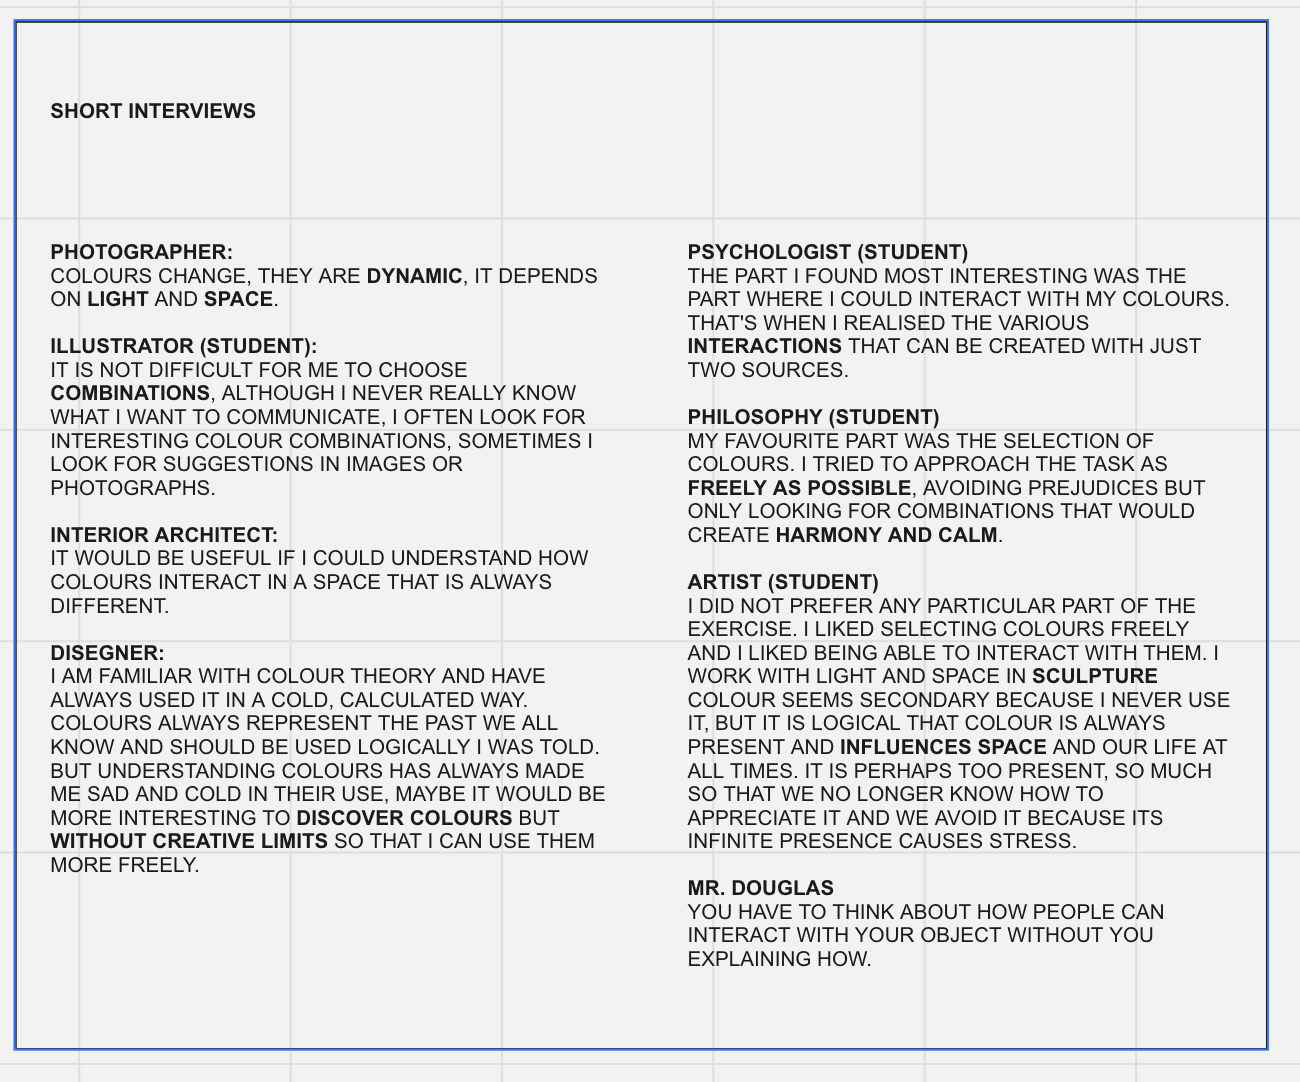 SHORT INTERVIEWS
PHOTOGRAPHER:
COLOURS CHANGE, THEY ARE DYNAMIC, IT DEPENDS
ON LIGHT AND SPACE.
ILLUSTRATOR (STUDENT):
IT IS NOT DIFFICULT FOR ME TO CHOOSE
COMBINATIONS, ALTHOUGH I NEVER REALLY KNOW
WHAT I WANT TO COMMUNICATE, I OFTEN LOOK FOR
INTERESTING COLOUR COMBINATIONS, SOMETIMES I
LOOK FOR SUGGESTIONS IN IMAGES OR
PHOTOGRAPHS.
INTERIOR ARCHITECT:
IT WOULD BE USEFUL IF I COULD UNDERSTAND HOW
COLOURS INTERACT IN A SPACE THAT IS ALWAYS
DIFFERENT.
DISEGNER:
I AM FAMILIAR WITH COLOUR THEORY AND HAVE
ALWAYS USED IT IN A COLD, CALCULATED WAY.
COLOURS ALWAYS REPRESENT THE PAST WE ALL
KNOW AND SHOULD BE USED LOGICALLY I WAS TOLD.
BUT UNDERSTANDING COLOURS HAS ALWAYS MADE
ME SAD AND COLD IN THEIR USE, MAYBE IT WOULD BE
MORE INTERESTING TO DISCOVER COLOURS BUT
WITHOUT CREATIVE LIMITS SO THAT I CAN USE THEM
MORE FREELY.
PSYCHOLOGIST (STUDENT)
THE PART I FOUND MOST INTERESTING WAS THE
PART WHERE I COULD INTERACT WITH MY COLOURS.
THAT'S WHEN I REALISED THE VARIOUS
INTERACTIONS THAT CAN BE CREATED WITH JUST
TWO SOURCES.
PHILOSOPHY (STUDENT)
MY FAVOURITE PART WAS THE SELECTION OF
COLOURS. I TRIED TO APPROACH THE TASK AS
FREELY AS POSSIBLE, AVOIDING PREJUDICES BUT
ONLY LOOKING FOR COMBINATIONS THAT WOULD
CREATE HARMONY AND CALM.
ARTIST (STUDENT)
I DID NOT PREFER ANY PARTICULAR PART OF THE
EXERCISE. I LIKED SELECTING COLOURS FREELY
AND I LIKED BEING ABLE TO INTERACT WITH THEM. I
WORK WITH LIGHT AND SPACE IN SCULPTURE
COLOUR SEEMS SECONDARY BECAUSE I NEVER USE
IT, BUT IT IS LOGICAL THAT COLOUR IS ALWAYS
PRESENT AND INFLUENCES SPACE AND OUR LIFE AT
ALL TIMES. IT IS PERHAPS TOO PRESENT, SO MUCH
SO THAT WE NO LONGER KNOW HOW TO
APPRECIATE IT AND WE AVOID IT BECAUSE ITS
INFINITE PRESENCE CAUSES STRESS.
MR. DOUGLAS
YOU HAVE TO THINK ABOUT HOW PEOPLE CAN
INTERACT WITH YOUR OBJECT WITHOUT YOU
EXPLAINING HOW.